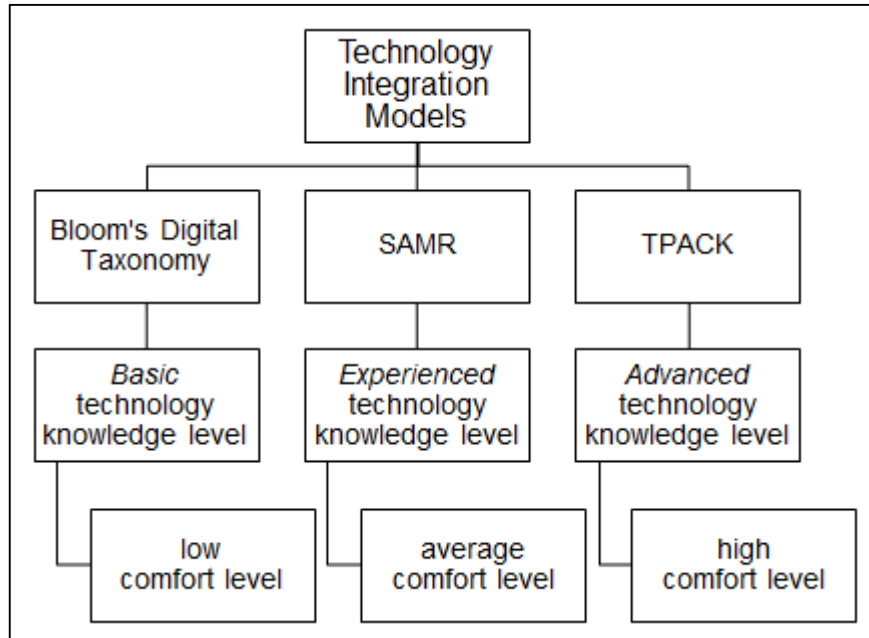 Technology
Integration
Models
Bloom's Digital
Taxonomy
SAMR
TPACK
Basic
technology
knowledge level
Experienced
technology
knowledge level
Advanced
technology
knowledge level
low
comfort level
average
comfort level
high
comfort level